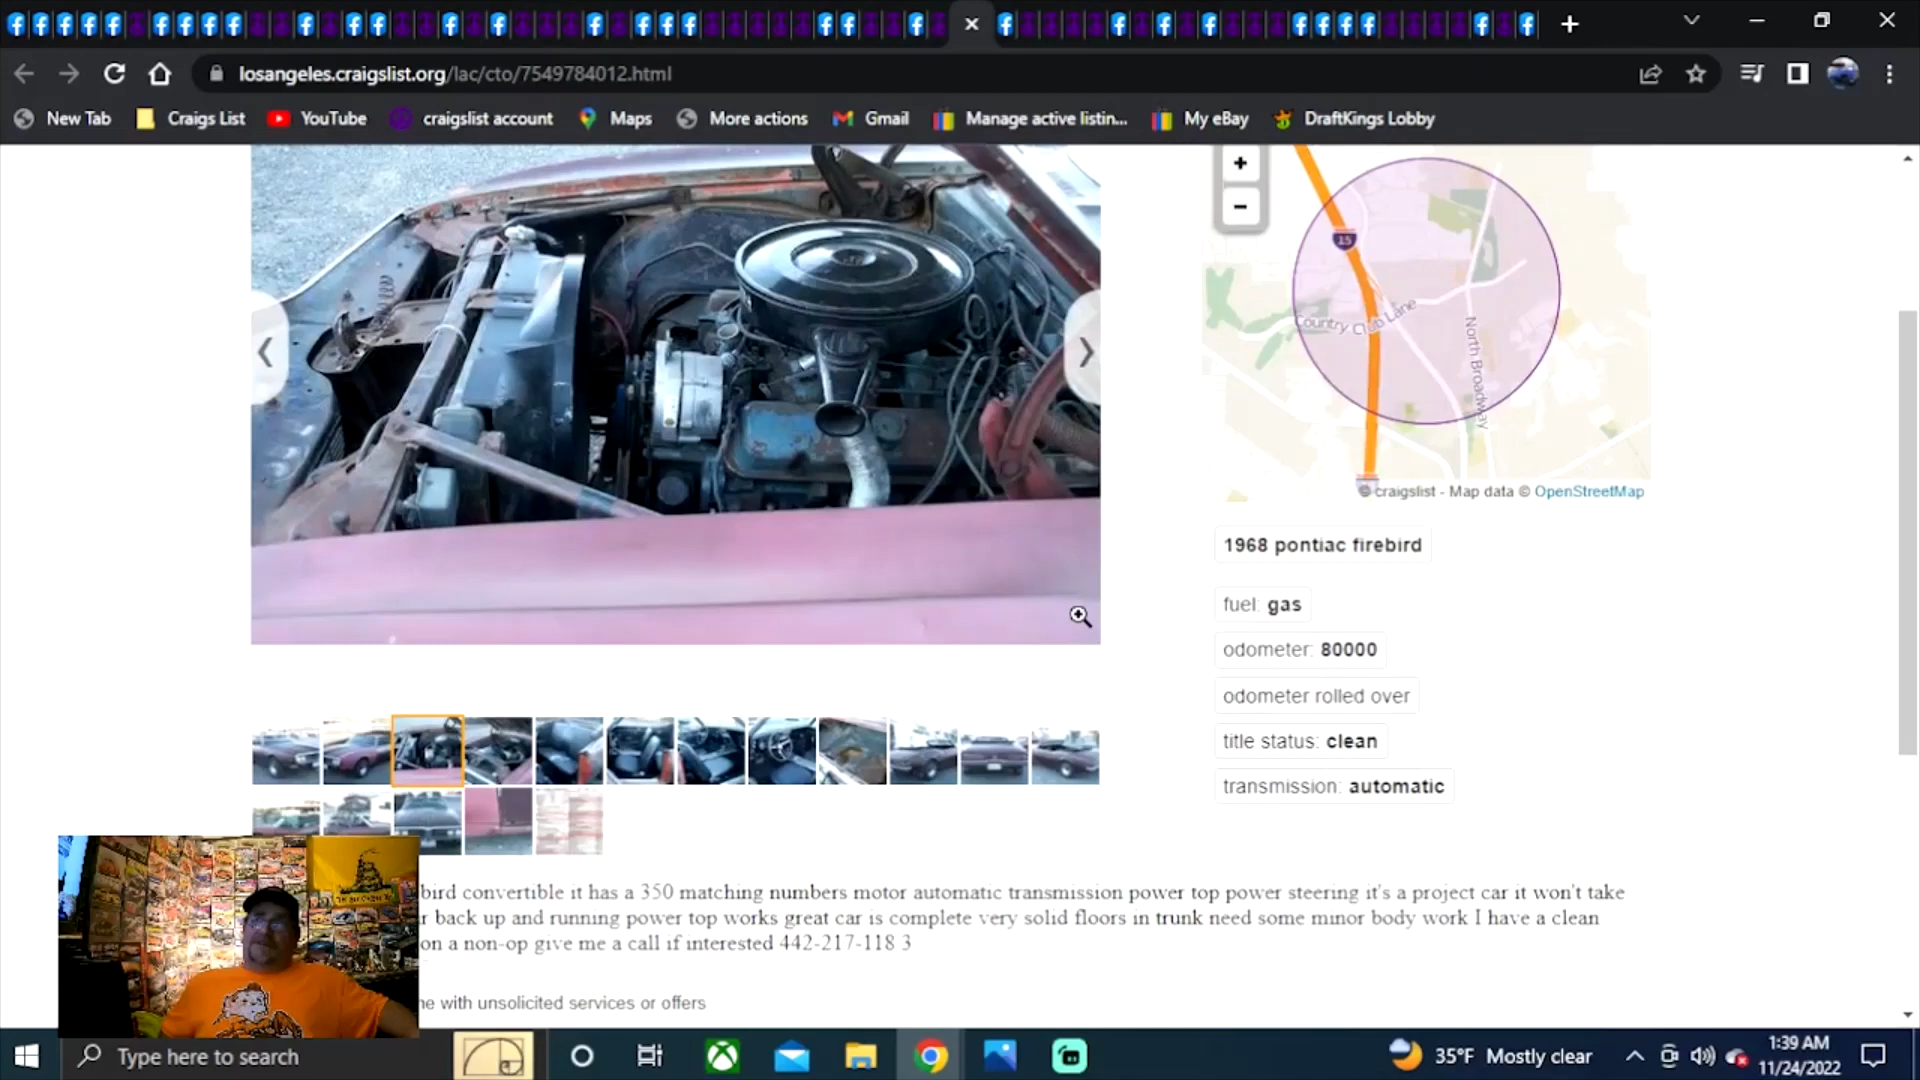 losangeles.craigslist.org/lac/cto/7549784012.html
New Tab Craigs List YouTube craigslist account Maps More actions Gmail Manage active listin... My eBay DraftKings Lobby
+
−
15
Country Club Lane
North Broadway
© craigslist - Map data © OpenStreetMap
1968 pontiac firebird
fuel: gas
odometer: 80000
odometer rolled over
title status: clean
transmission: automatic
bird convertible it has a 350 matching numbers motor automatic transmission power top power steering it's a project car it won't take
r back up and running power top works great car is complete very solid floors in trunk need some minor body work I have a clean
on a non-op give me a call if interested 442-217-118 3
ne with unsolicited services or offers
Type here to search
35°F Mostly clear
1:39 AM
11/24/2022